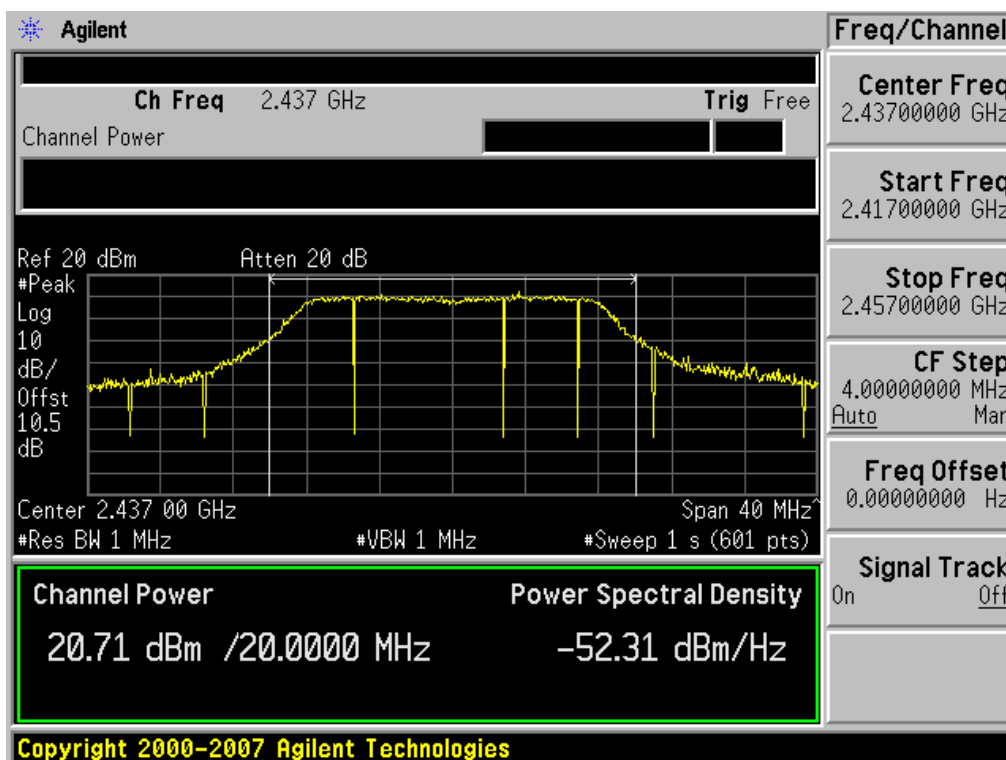 Agilent
Freq/Channel
Ch Freq 2.437 GHz Trig Free
Channel Power
Center Freq
2.43700000 GHz
Start Freq
2.41700000 GHz
Stop Freq
2.45700000 GHz
CF Step
4.00000000 MHz
Auto Man
Freq Offset
0.00000000 Hz
Signal Track
On Off
Ref 20 dBm Atten 20 dB
#Peak
Log
10
dB/
Offst
10.5
dB
Center 2.437 00 GHz Span 40 MHz^
#Res BW 1 MHz #VBW 1 MHz #Sweep 1 s (601 pts)
Channel Power Power Spectral Density
20.71 dBm /20.0000 MHz -52.31 dBm/Hz
Copyright 2000-2007 Agilent Technologies